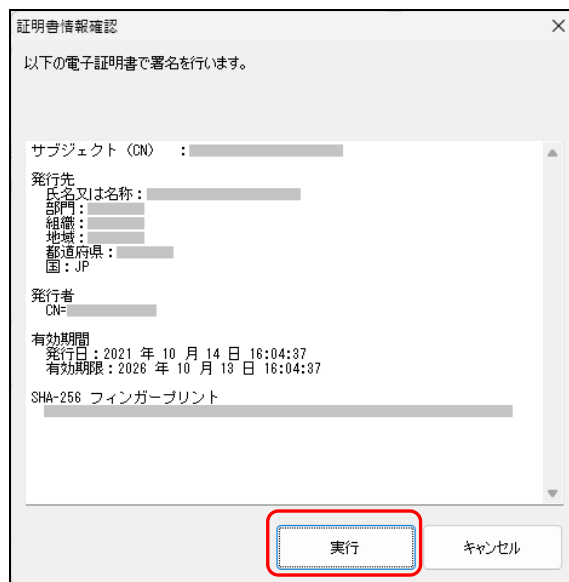 証明書情報確認
以下の電子証明書で署名を行います。
サブジェクト (CN) :
発行先
氏名又は名称:
部門:
組織:
地域:
都道府県:
国:JP
発行者
CN=
有効期間
発行日:2021 年 10 月 14 日 16:04:37
有効期限:2026 年 10 月 13 日 16:04:37
SHA-256 フィンガープリント
実行 キャンセル